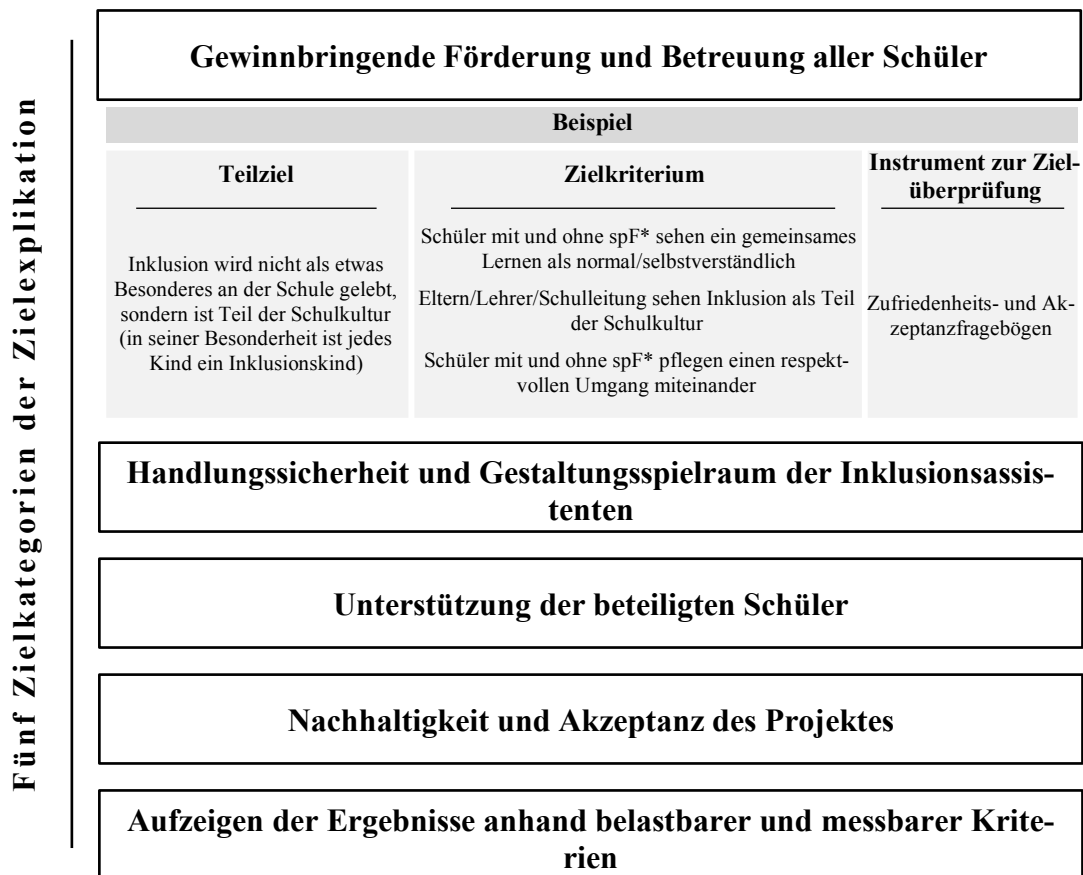 Fünf Zielkategorien der Zielexplikation
Gewinnbringende Förderung und Betreuung aller Schüler
Beispiel
Teilziel
Inklusion wird nicht als etwas
Besonderes an der Schule gelebt,
sondern ist Teil der Schulkultur
(in seiner Besonderheit ist jedes
Kind ein Inklusionskind)
Zielkriterium
Schüler mit und ohne spF* sehen ein gemeinsames
Lernen als normal/selbstverständlich
Eltern/Lehrer/Schulleitung sehen Inklusion als Teil
der Schulkultur
Schüler mit und ohne spF* pflegen einen respekt-
vollen Umgang miteinander
Instrument zur Ziel-
überprüfung
Zufriedenheits- und Ak-
zeptanzfragebögen
Handlungssicherheit und Gestaltungsspielraum der Inklusionsassis-
tenten
Unterstützung der beteiligten Schüler
Nachhaltigkeit und Akzeptanz des Projektes
Aufzeigen der Ergebnisse anhand belastbarer und messbarer Krite-
rien